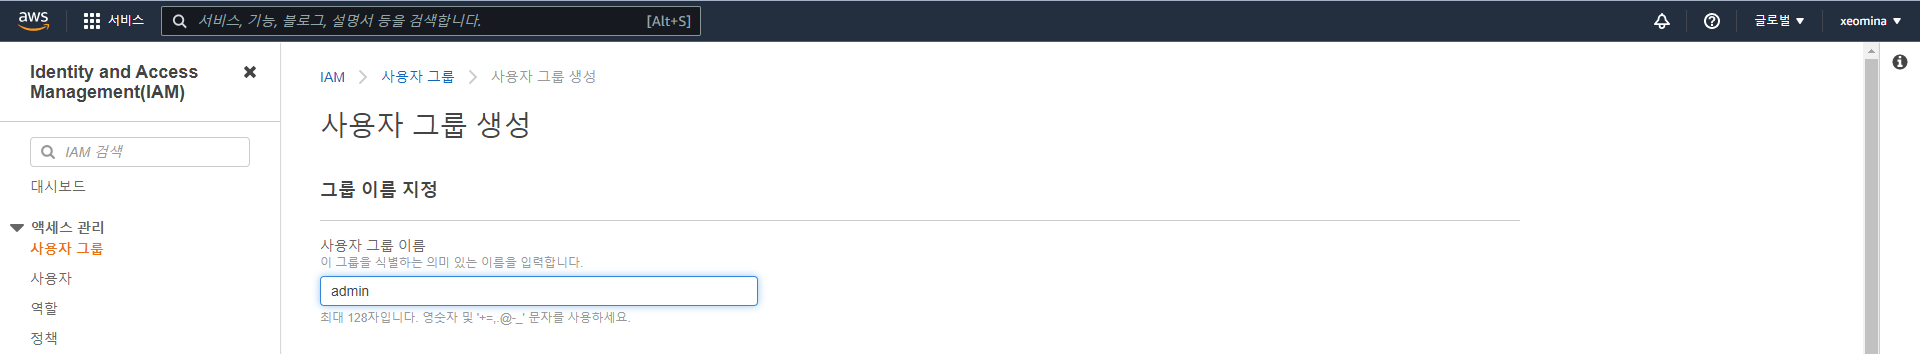 aws 서비스 서비스, 기능, 블로그, 설명서 등을 검색합니다. [Alt+S] 글로벌 xeomina
Identity and Access
Management(IAM)
IAM 검색
대시보드
액세스 관리
사용자 그룹
사용자
역할
정책
IAM 사용자 그룹 사용자 그룹 생성
사용자 그룹 생성
그룹 이름 지정
사용자 그룹 이름
이 그룹을 식별하는 의미 있는 이름을 입력합니다.
admin
최대 128자입니다. 영숫자 및 '+=,.@-_' 문자를 사용하세요.